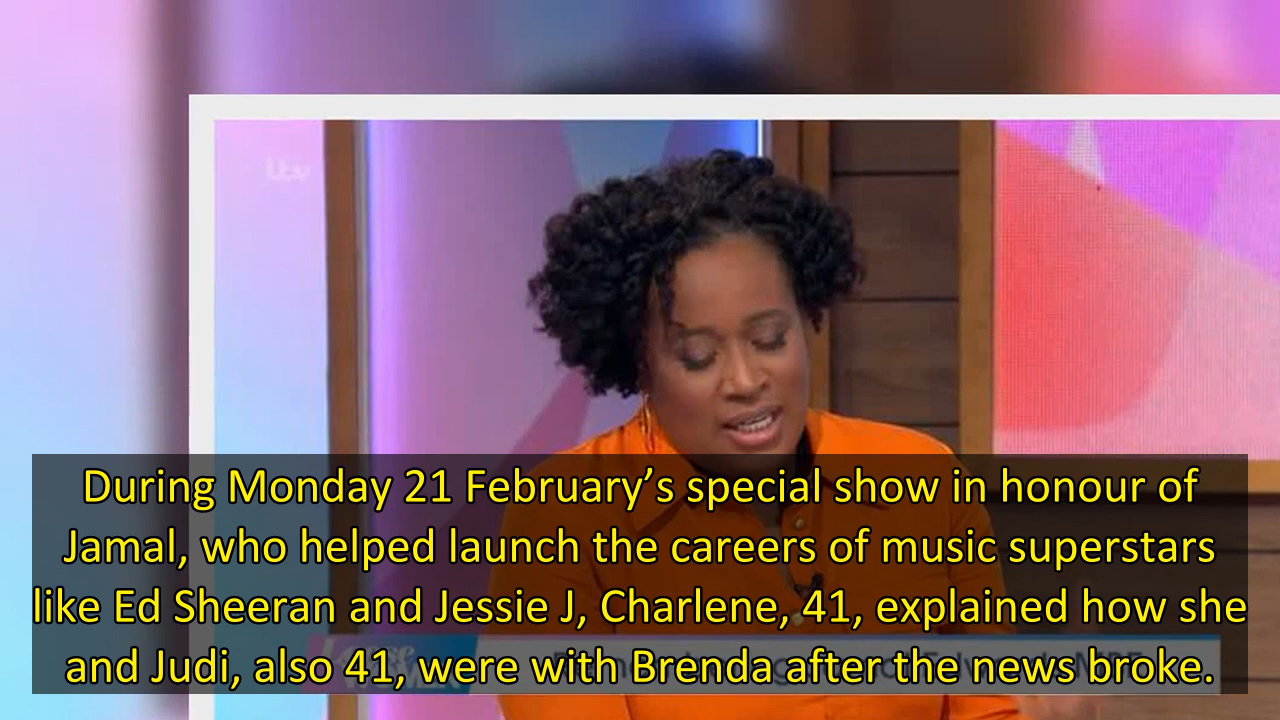 itv
During Monday 21 February’s special show in honour of
Jamal, who helped launch the careers of music superstars
like Ed Sheeran and Jessie J, Charlene, 41, explained how she
and Judi, also 41, were with Brenda after the news broke.